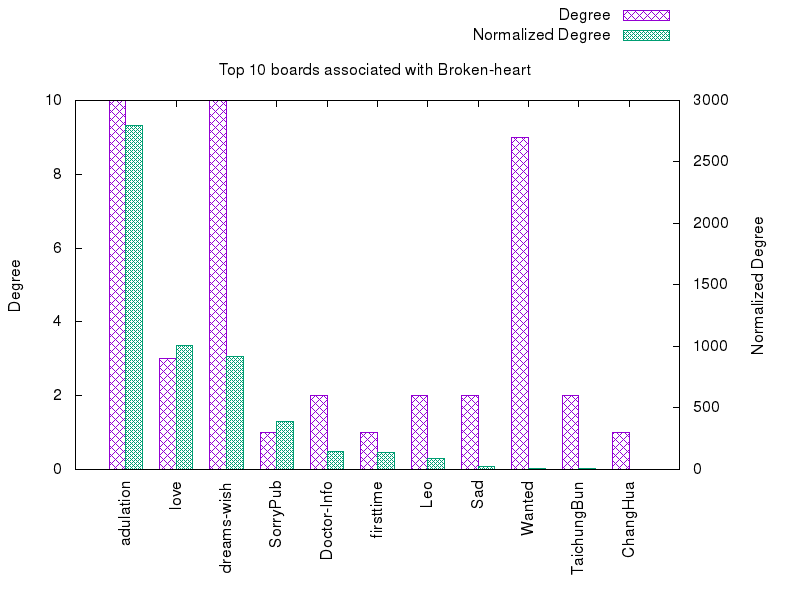 Degree
Normalized Degree
Top 10 boards associated with Broken-heart
10
8
6
4
2
0
3000
2500
2000
1500
1000
500
0
Degree
Normalized Degree
adulation
love
dreams-wish
SorryPub
Doctor-Info
firsttime
Leo
Sad
Wanted
TaichungBun
ChangHua